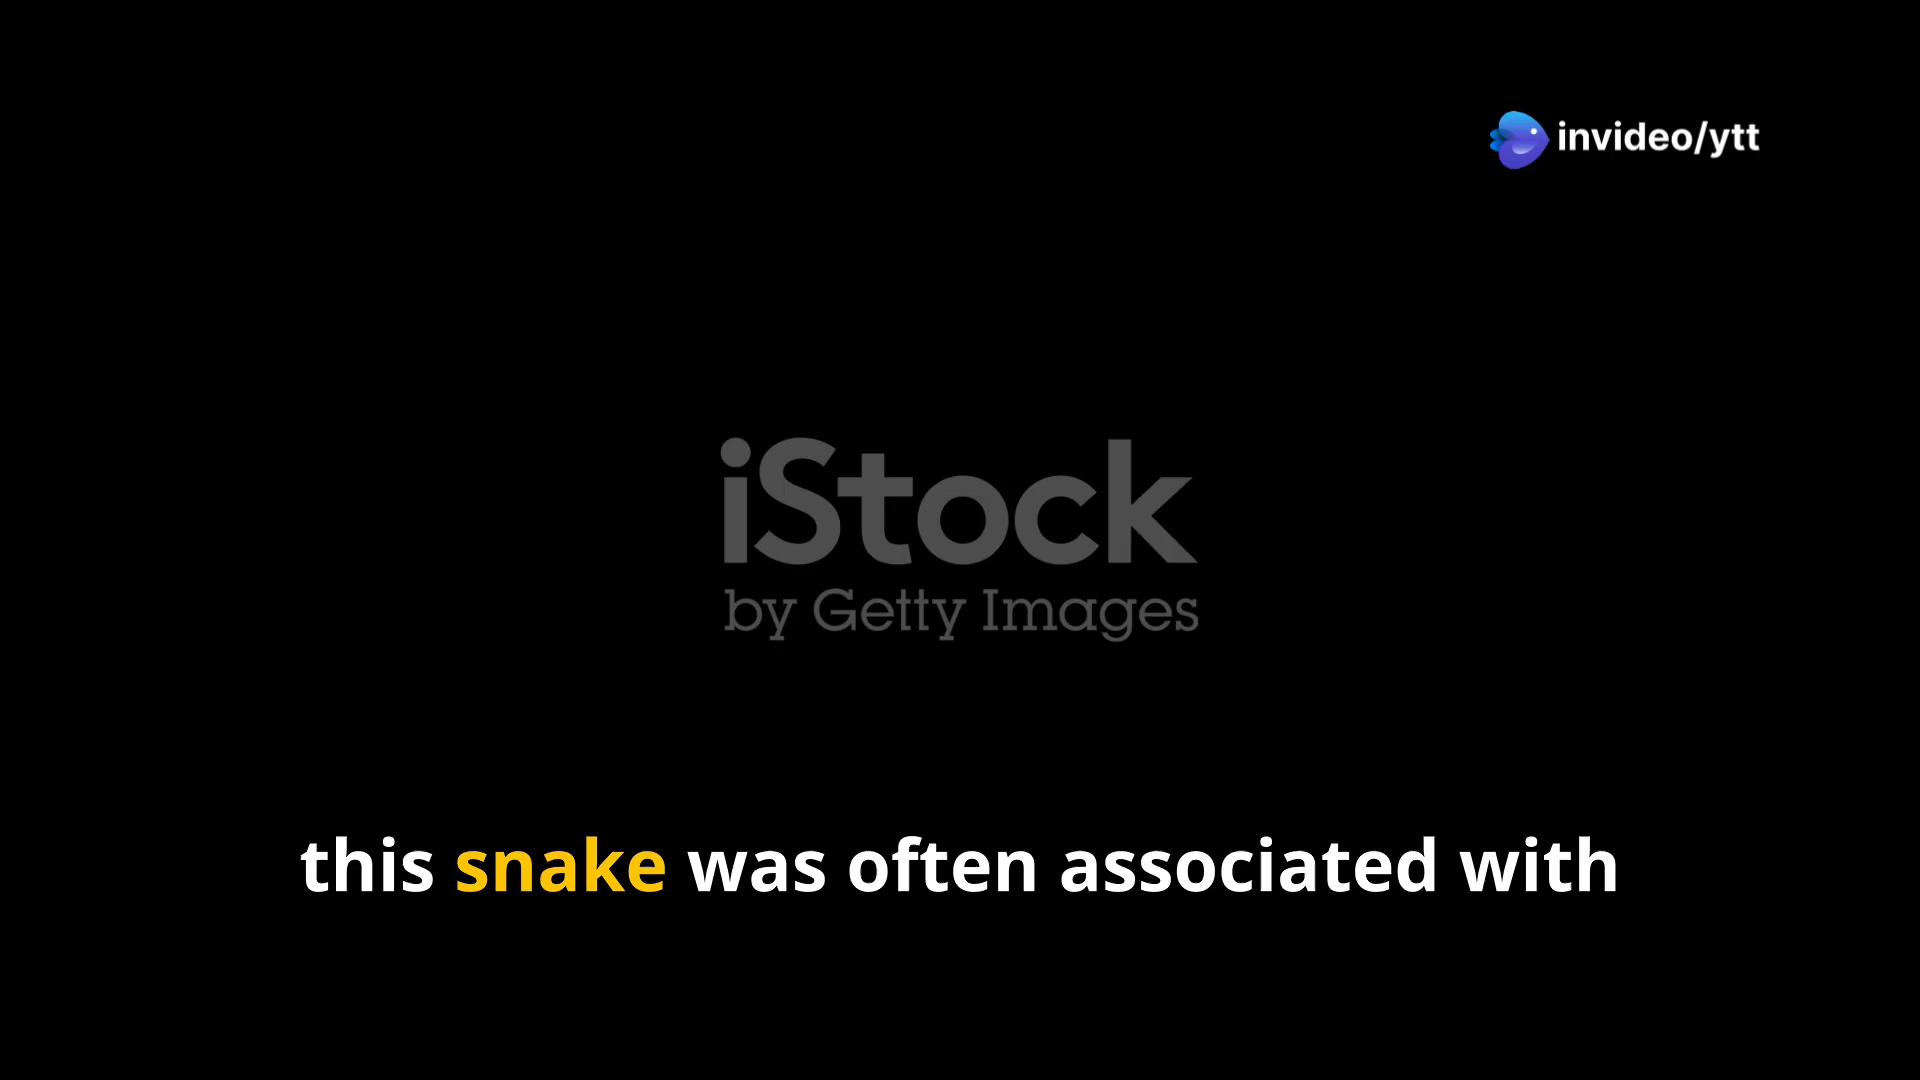 invideo/ytt
iStock
by Getty Images
this snake was often associated with